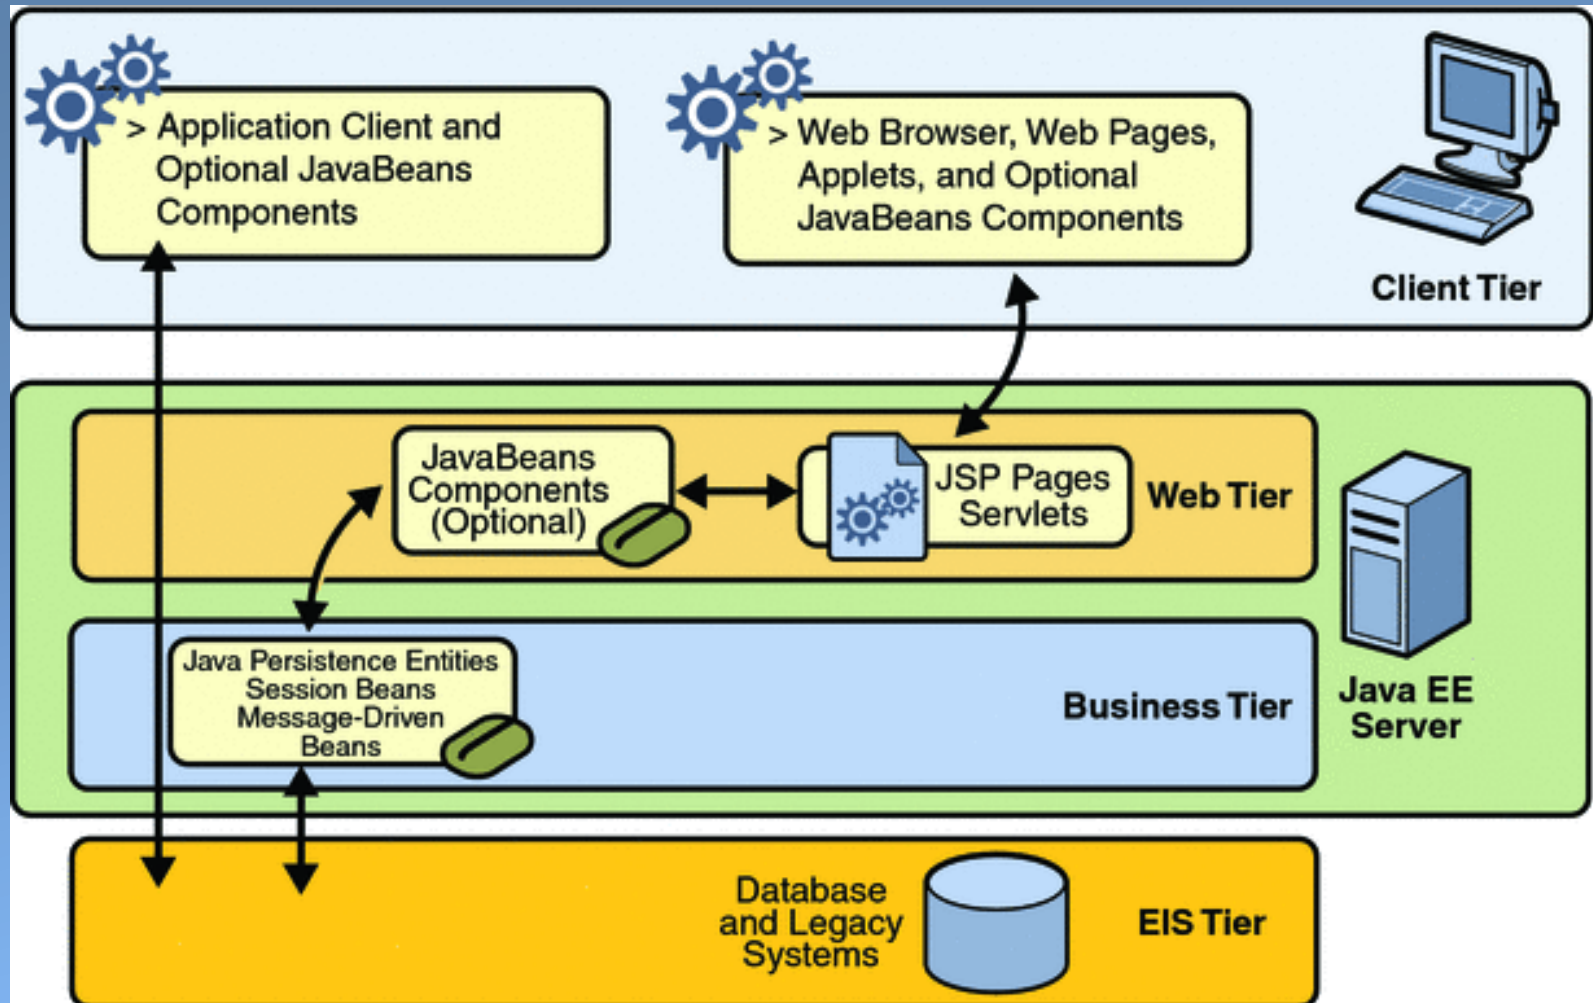 > Application Client and
Optional JavaBeans
Components
> Web Browser, Web Pages,
Applets, and Optional
JavaBeans Components
Client Tier
JavaBeans
Components
(Optional)
JSP Pages
Servlets
Web Tier
Java Persistence Entities
Session Beans
Message-Driven
Beans
Business Tier
Java EE
Server
Database
and Legacy
Systems
EIS Tier